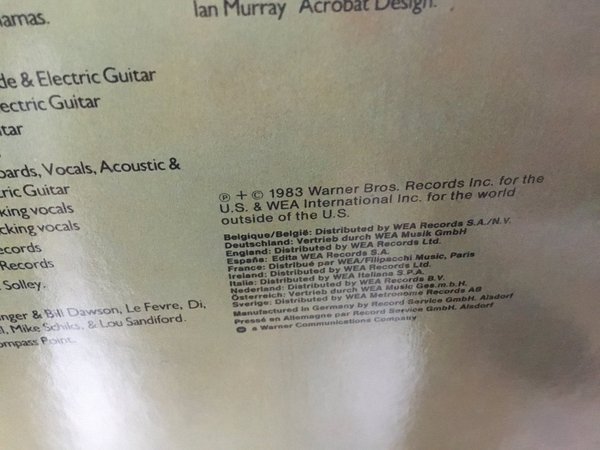 amas.
Ian Murray Acrobat Design.
de & Electric Guitar
ectric Guitar
tar
oards, Vocals, Acoustic &
tric Guitar
king vocals
cking vocals
ecords
Records
Solley.
nger & Bill Dawson, Le Fevre, Di,
l, Mike Schiks, & Lou Sandiford.
ompass Point.
℗ + © 1983 Warner Bros. Records Inc. for the
U.S. & WEA International Inc. for the world
outside of the U.S.
Belgique/België: Distributed by WEA Records S.A./N.V.
Deutschland: Vertrieb durch WEA Musik GmbH
England: Distributed by WEA Records Ltd.
España: Edita WEA Records S.A.
France: Distribué par WEA/Filipacchi Music, Paris
Ireland: Distributed by WEA Records Ltd.
Italia: Distributed by WEA Italiana S.P.A.
Nederland: Distributed by WEA Records B.V.
Österreich: Vertrieb durch WEA Music Ges.m.b.H.
Sverige: Distributed by WEA Metronome Records AB
Manufactured in Germany by Record Service GmbH. Alsdorf
Pressé en Allemagne par Record Service GmbH. Alsdorf
a Warner Communications Company